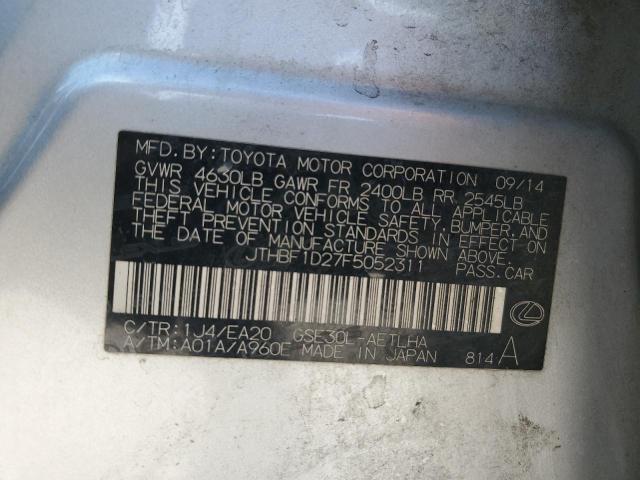 MFD. BY: TOYOTA MOTOR CORPORATION 09/14
GVWR 4630LB GAWR FR 2400LB RR 2545LB
THIS VEHICLE CONFORMS TO ALL APPLICABLE
FEDERAL MOTOR VEHICLE SAFETY, BUMPER, AND
THEFT PREVENTION STANDARDS IN EFFECT ON
THE DATE OF MANUFACTURE SHOWN ABOVE.
JTHBF1D27F5052311 PASS. CAR
C/TR: 1J4/EA20 GSE30L-AETLHA
A/TM: A01A/A960E MADE IN JAPAN 814 A